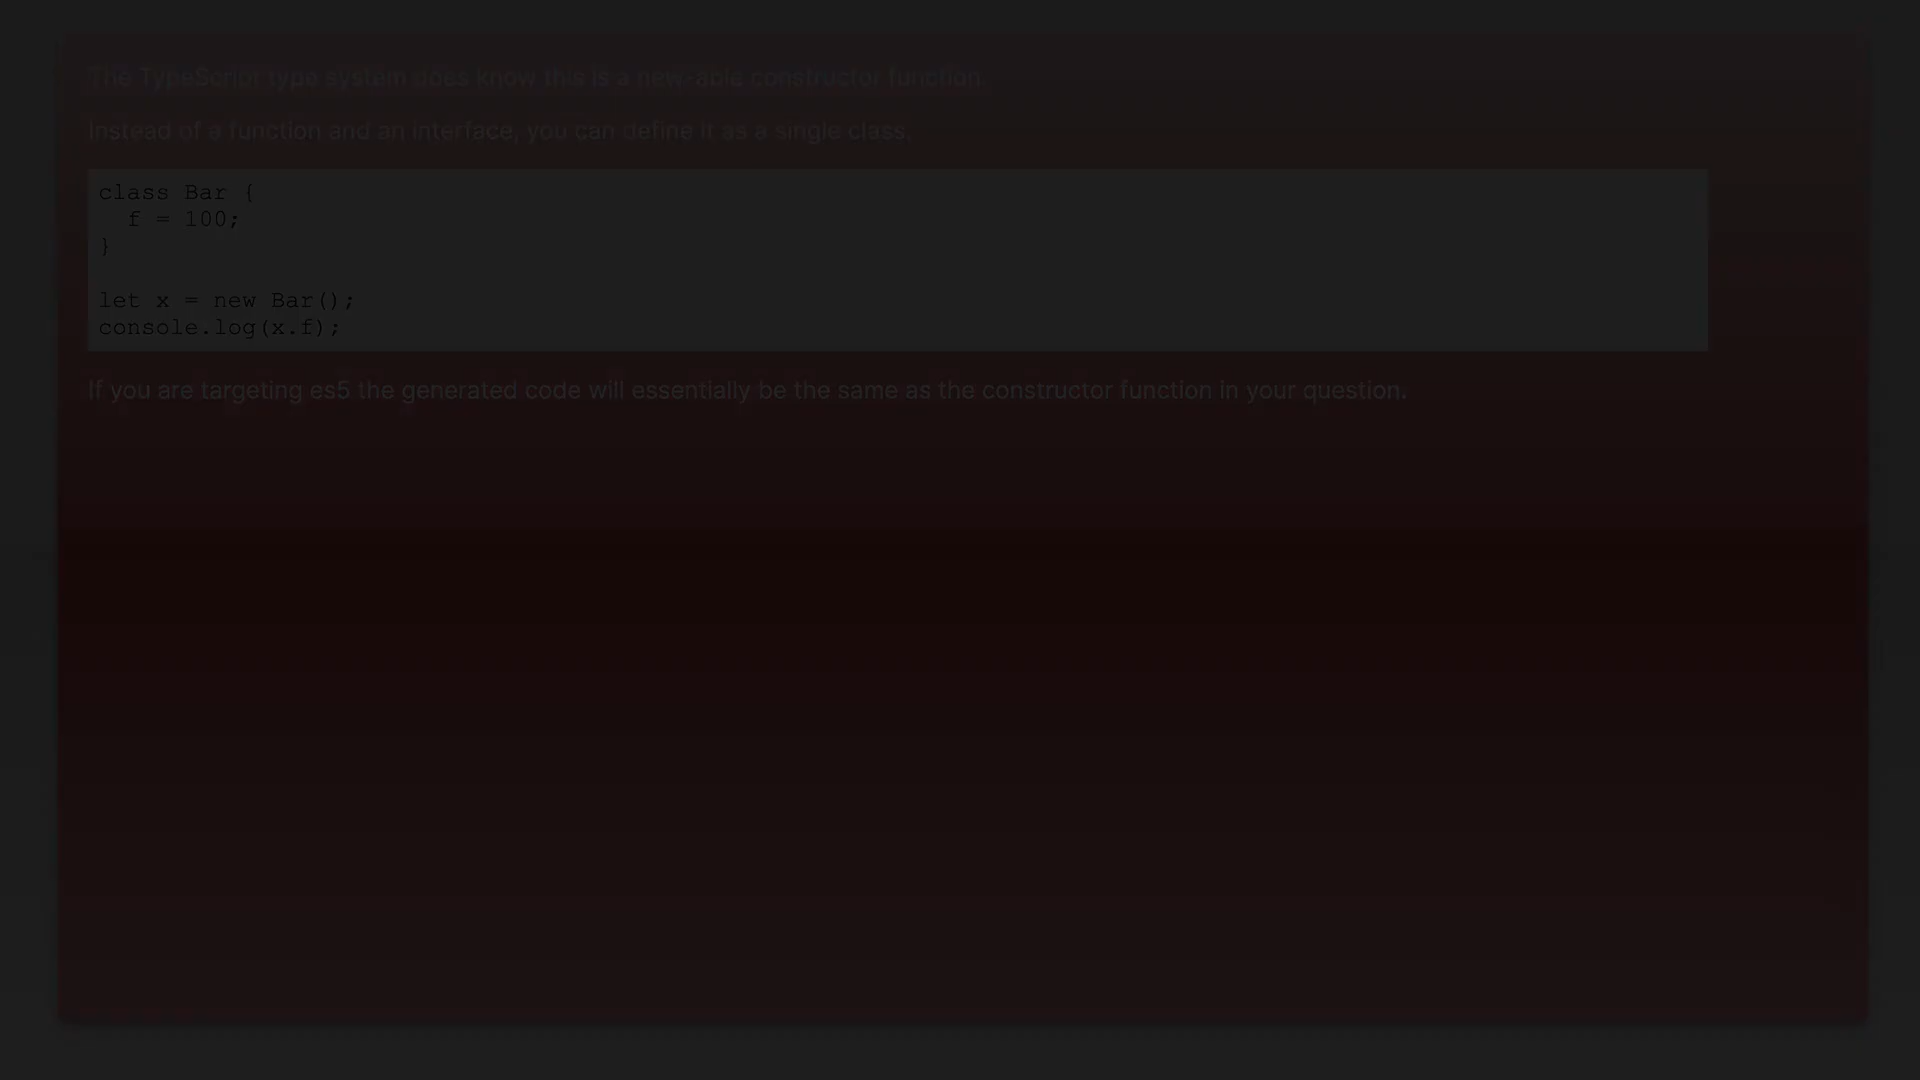 The TypeScript type system does know this is a new-able constructor function
Instead of a function and an interface, you can define it as a single class.
class Bar {
  f = 100;
}

let x = new Bar();
console.log(x.f);
If you are targeting es5 the generated code will essentially be the same as the constructor function in your question.